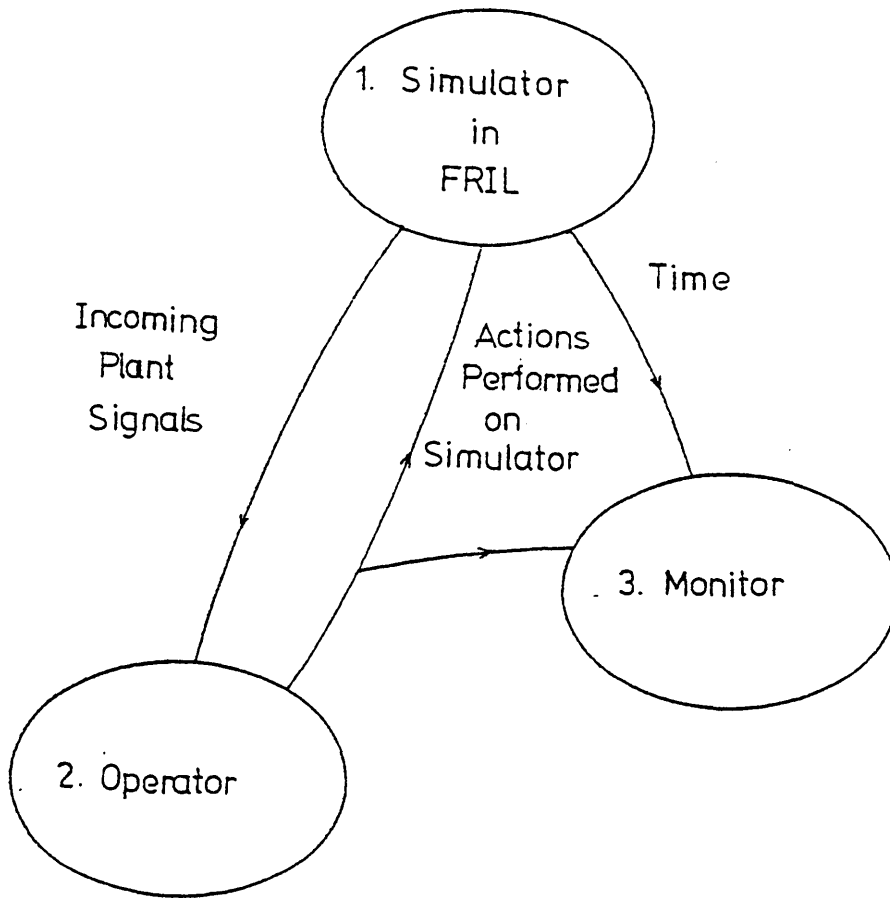 1. Simulator
in
FRIL
Time
Incoming
Plant
Signals
Actions
Performed
on
Simulator
3. Monitor
2. Operator